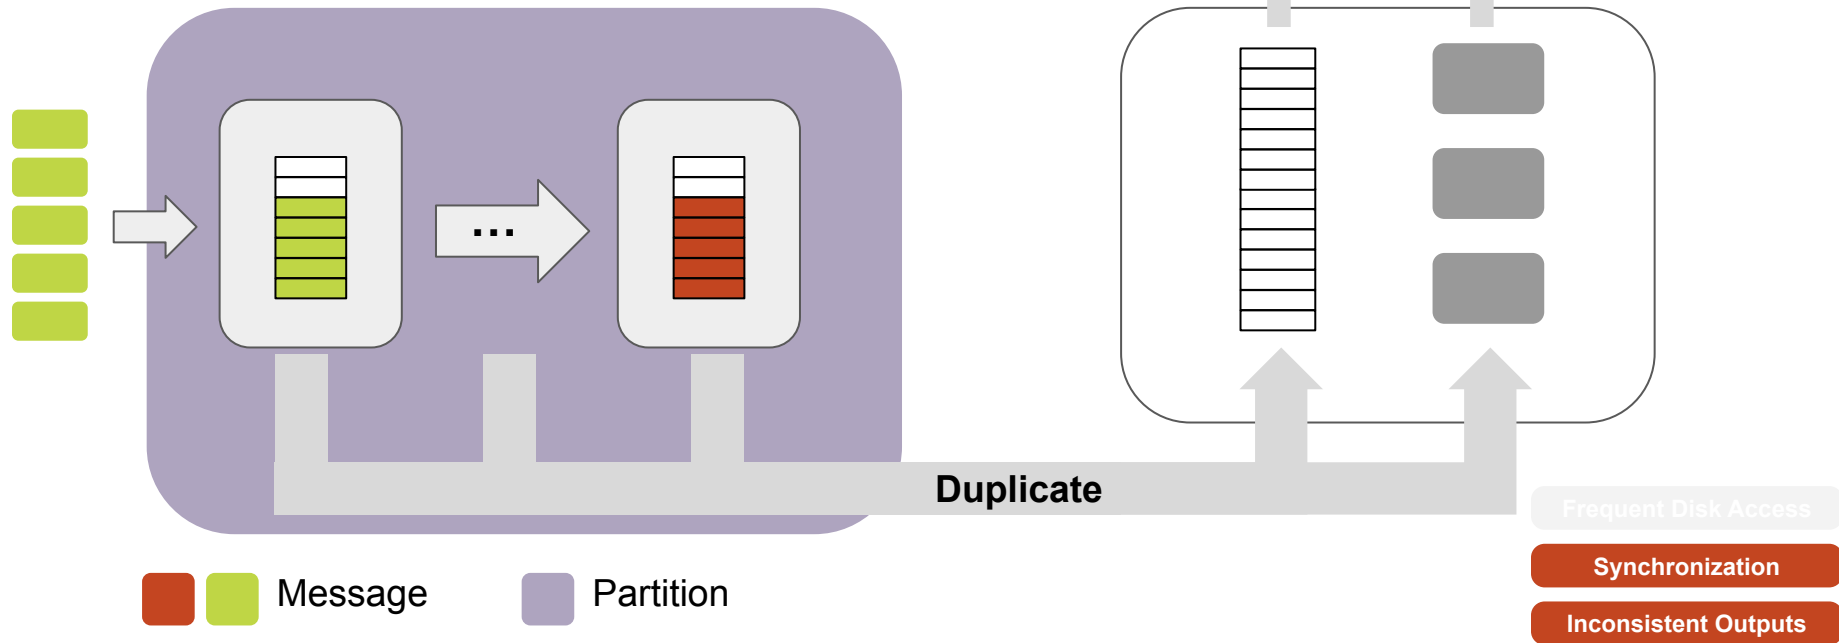 ...
Duplicate
Frequent Disk Access
Synchronization
Inconsistent Outputs
Message
Partition